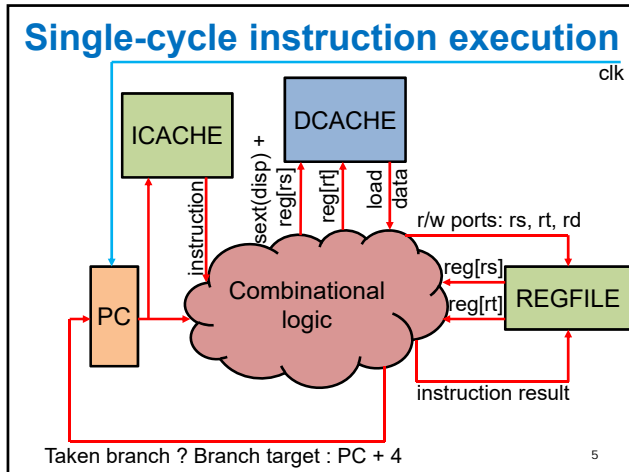 Single-cycle instruction execution
clk
ICACHE
DCACHE
instruction
sext(disp) +
reg[rs]
reg[rt]
load
data
r/w ports: rs, rt, rd
reg[rs]
reg[rt]
REGFILE
PC
Combinational
logic
instruction result
Taken branch ? Branch target : PC + 4
5